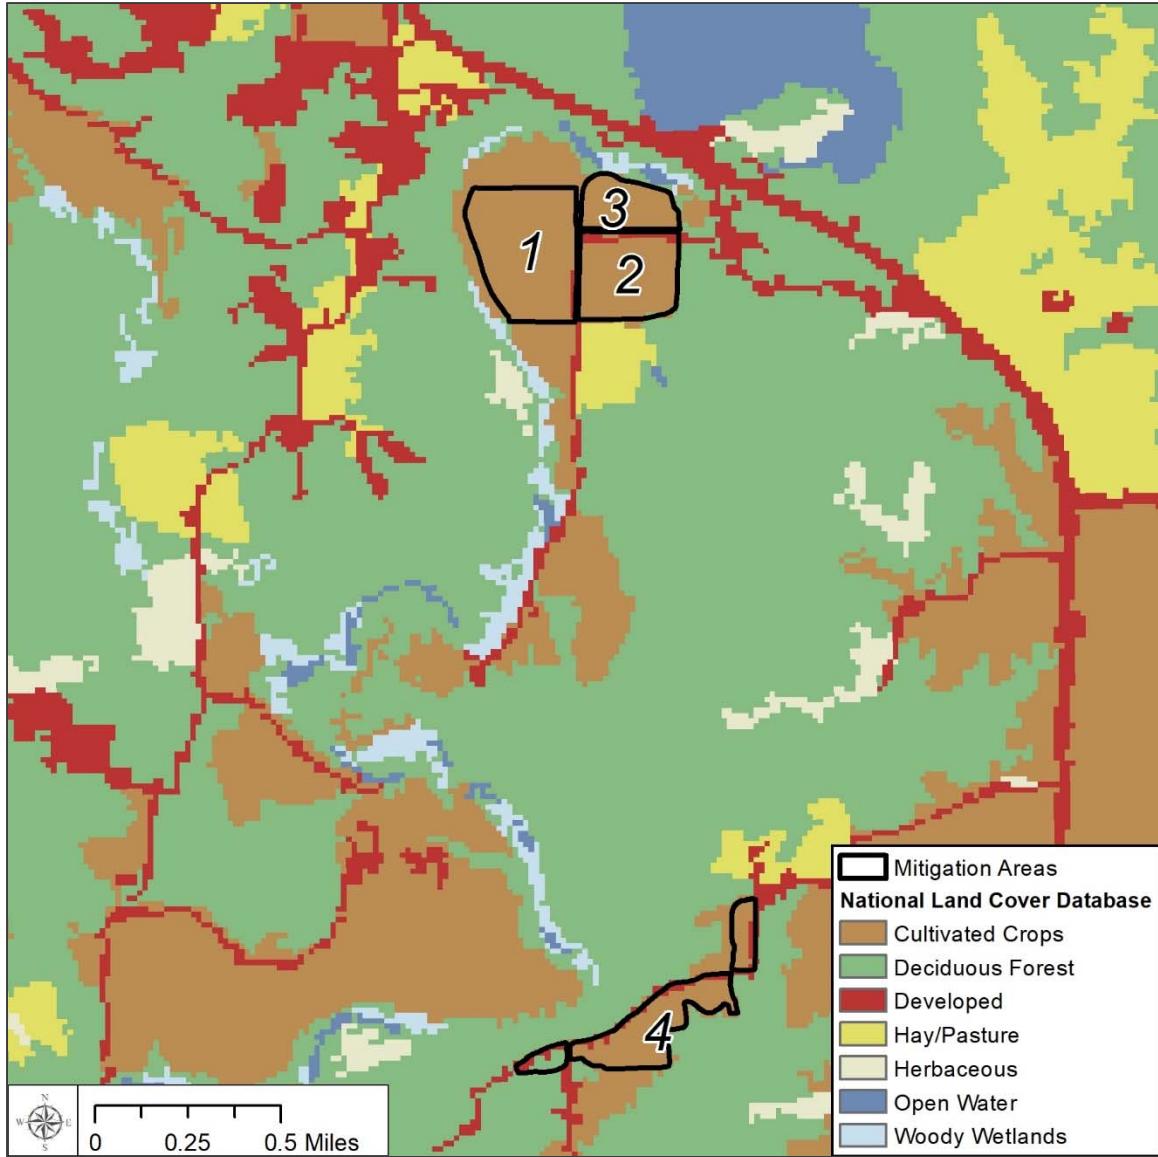 3
1
2
4
Mitigation Areas
National Land Cover Database
Cultivated Crops
Deciduous Forest
Developed
Hay/Pasture
Herbaceous
Open Water
Woody Wetlands
N
W E
S
0 0.25 0.5 Miles